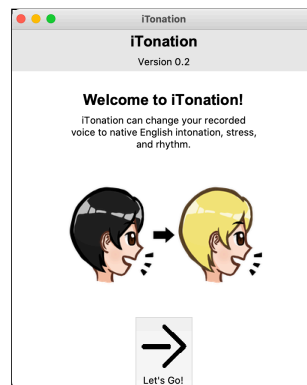 iTonation
iTonation
Version 0.2
Welcome to iTonation!
iTonation can change your recorded
voice to native English intonation, stress,
and rhythm.
Let's Go!